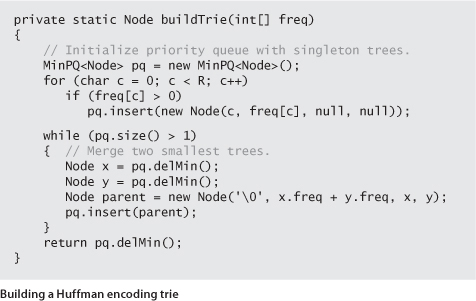 private static Node buildTrie(int[] freq)
{
    // Initialize priority queue with singleton trees.
    MinPQ<Node> pq = new MinPQ<Node>();
    for (char c = 0; c < R; c++)
        if (freq[c] > 0)
            pq.insert(new Node(c, freq[c], null, null));
    while (pq.size() > 1)
    {  // Merge two smallest trees.
        Node x = pq.delMin();
        Node y = pq.delMin();
        Node parent = new Node('\0', x.freq + y.freq, x, y);
        pq.insert(parent);
    }
    return pq.delMin();
}
Building a Huffman encoding trie